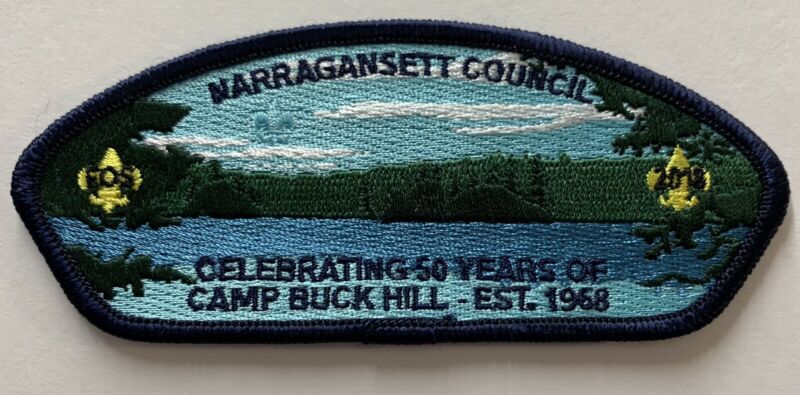 NARRAGANSETT COUNCIL
FOS
2018
CELEBRATING 50 YEARS OF
CAMP BUCK HILL - EST. 1968